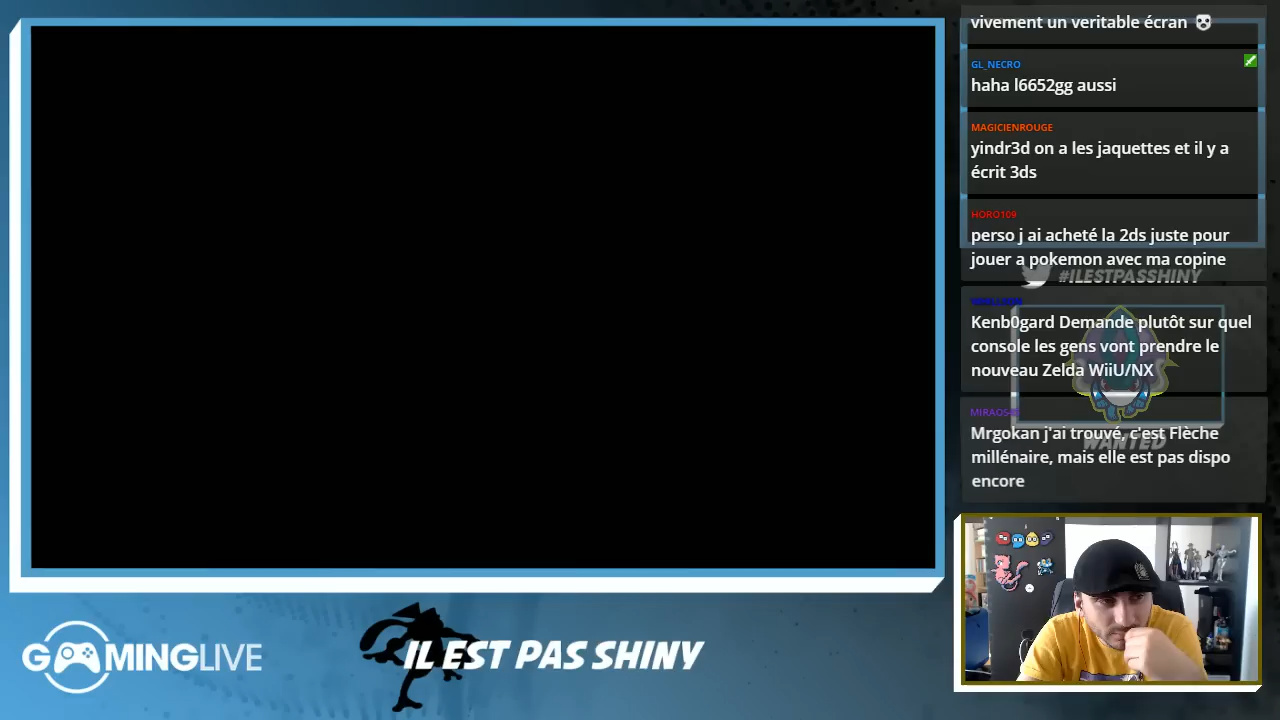 vivement un veritable écran
GL_NECRO
haha l6652gg aussi
MAGICIENROUGE
yindr3d on a les jaquettes et il y a
écrit 3ds
HORO109
perso j ai acheté la 2ds juste pour
jouer a pokemon avec ma copine
#ILESTPASSHINY
Kenb0gard Demande plutôt sur quel
console les gens vont prendre le
nouveau Zelda WiiU/NX
Mrgokan j'ai trouvé, c'est Flèche
WANTED
millénaire, mais elle est pas dispo
encore
GAMINGLIVE
IL EST PAS SHINY